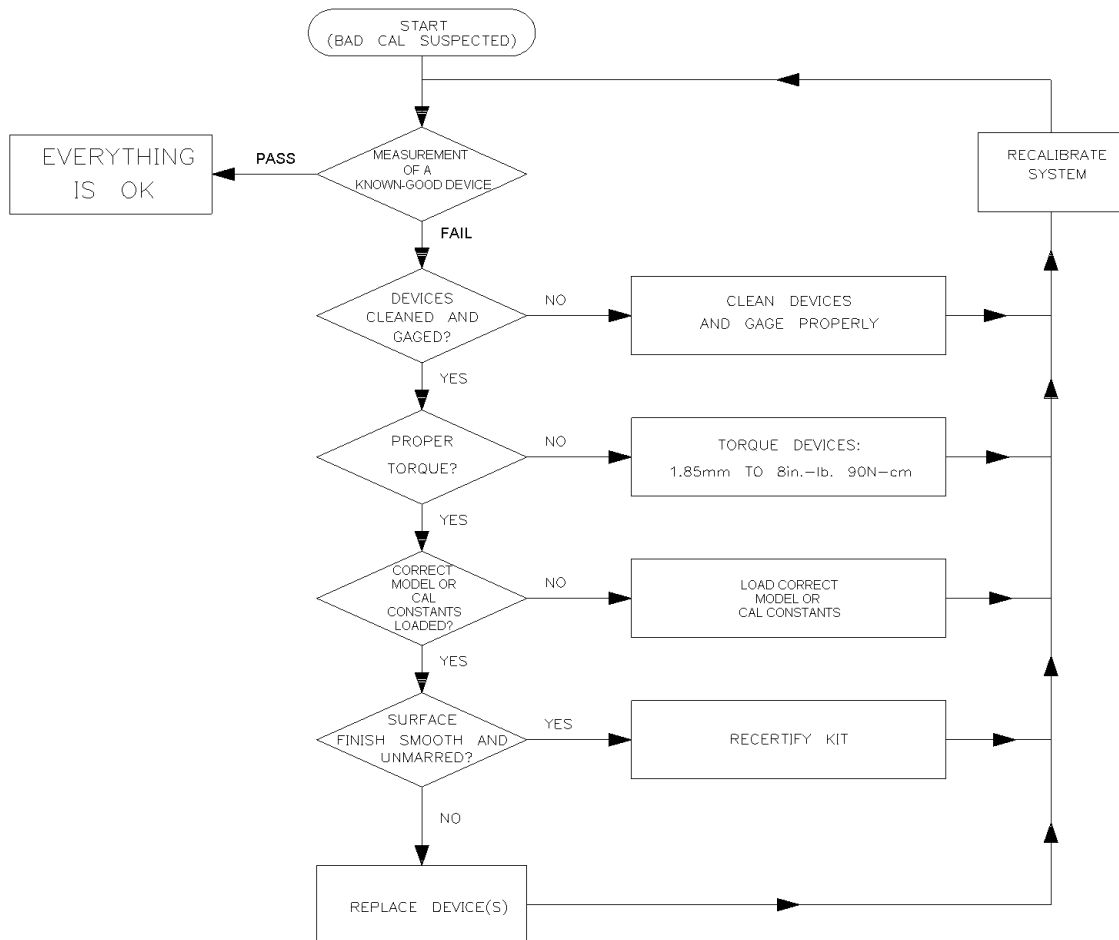 START
(BAD CAL SUSPECTED)
EVERYTHING
IS OK
PASS
MEASUREMENT
OF A
KNOWN-GOOD DEVICE
RECALIBRATE
SYSTEM
FAIL
DEVICES
CLEANED AND
GAGED?
NO
CLEAN DEVICES
AND GAGE PROPERLY
YES
PROPER
TORQUE?
NO
TORQUE DEVICES:
1.85mm TO 8in.-lb. 90N-cm
YES
CORRECT
MODEL OR
CAL
CONSTANTS
LOADED?
NO
LOAD CORRECT
MODEL OR
CAL CONSTANTS
YES
SURFACE
FINISH SMOOTH AND
UNMARRED?
YES
RECERTIFY KIT
NO
REPLACE DEVICE(S)